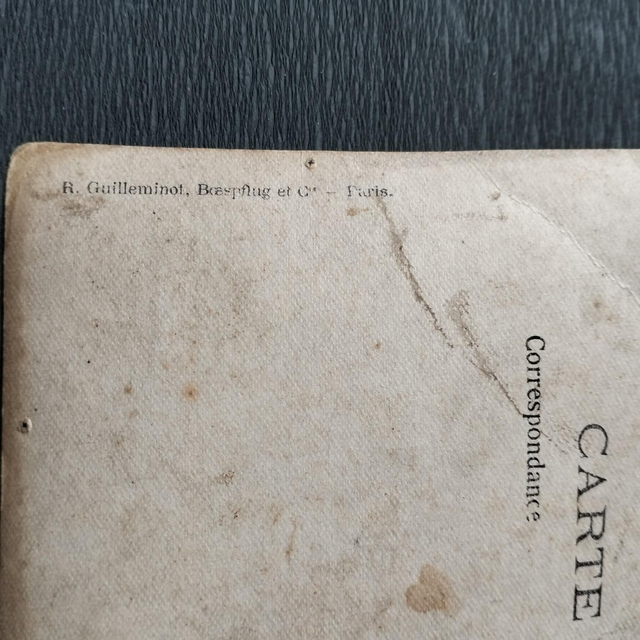 R. Guilleminot, Bœspflug et Cie – Paris.
CARTE
Correspondance